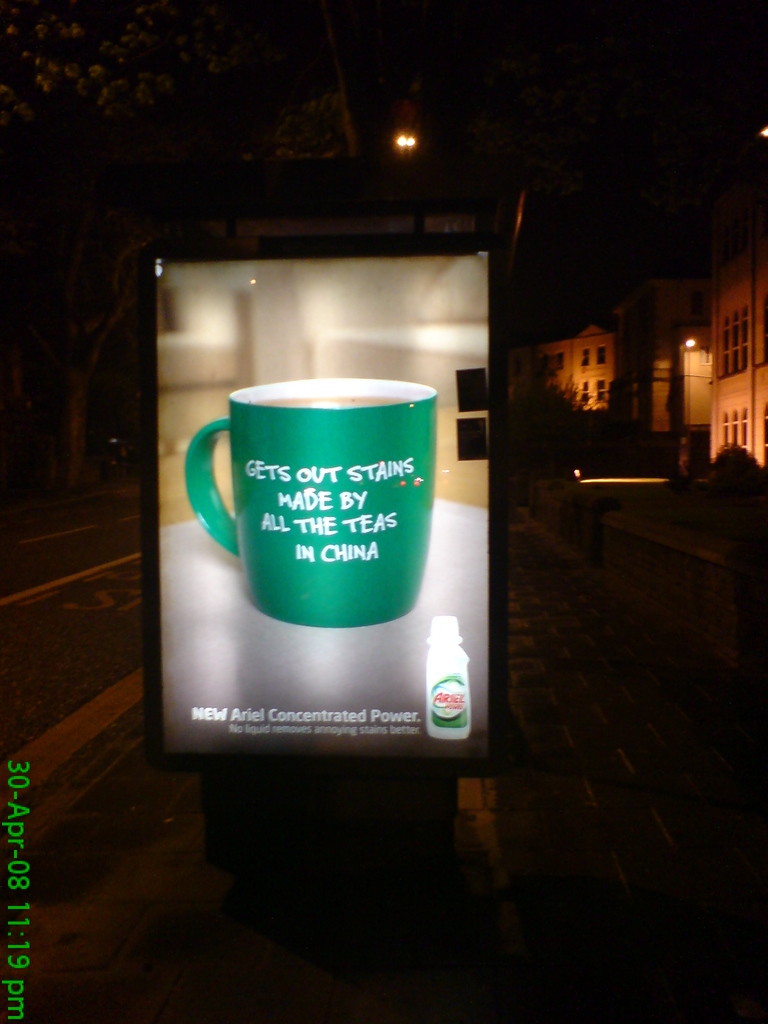 GETS OUT STAINS
MADE BY
ALL THE TEAS
IN CHINA
ARIEL
NEW Ariel Concentrated Power.
No liquid removes annoying stains better.
30-Apr-08 11:19 pm